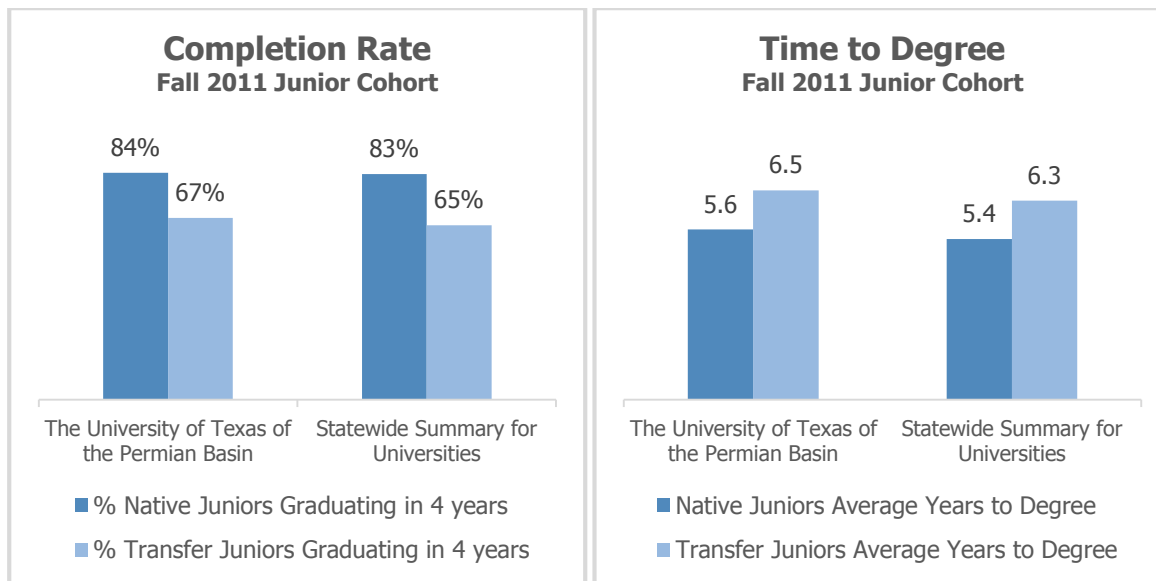 Completion Rate
Fall 2011 Junior Cohort
84%
67%
83%
65%
The University of Texas of
the Permian Basin
Statewide Summary for
Universities
% Native Juniors Graduating in 4 years
% Transfer Juniors Graduating in 4 years
Time to Degree
Fall 2011 Junior Cohort
5.6
6.5
5.4
6.3
The University of Texas of
the Permian Basin
Statewide Summary for
Universities
Native Juniors Average Years to Degree
Transfer Juniors Average Years to Degree